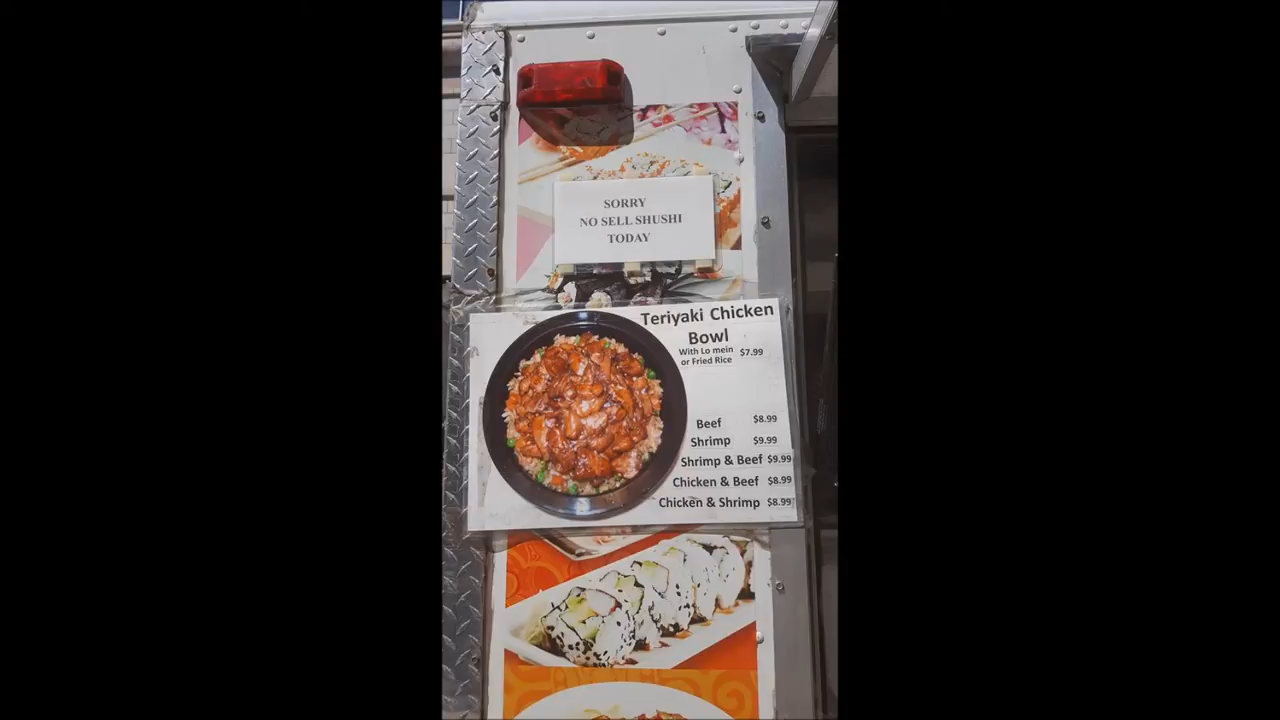 SORRY
NO SELL SHUSHI
TODAY
Teriyaki Chicken
Bowl
With Lo mein
or Fried Rice $7.99
Beef $8.99
Shrimp $9.99
Shrimp & Beef $9.99
Chicken & Beef $8.99
Chicken & Shrimp $8.99